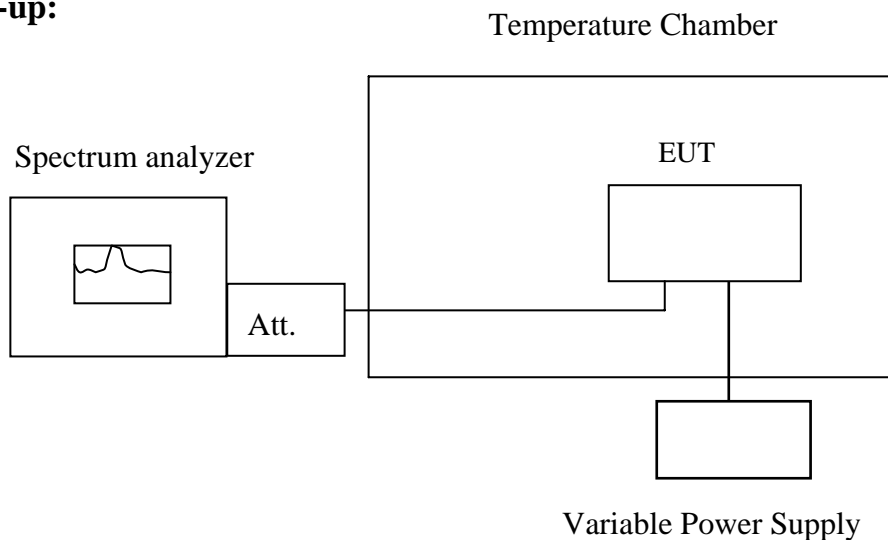 -up:
Temperature Chamber
Spectrum analyzer
EUT
Att.
Variable Power Supply